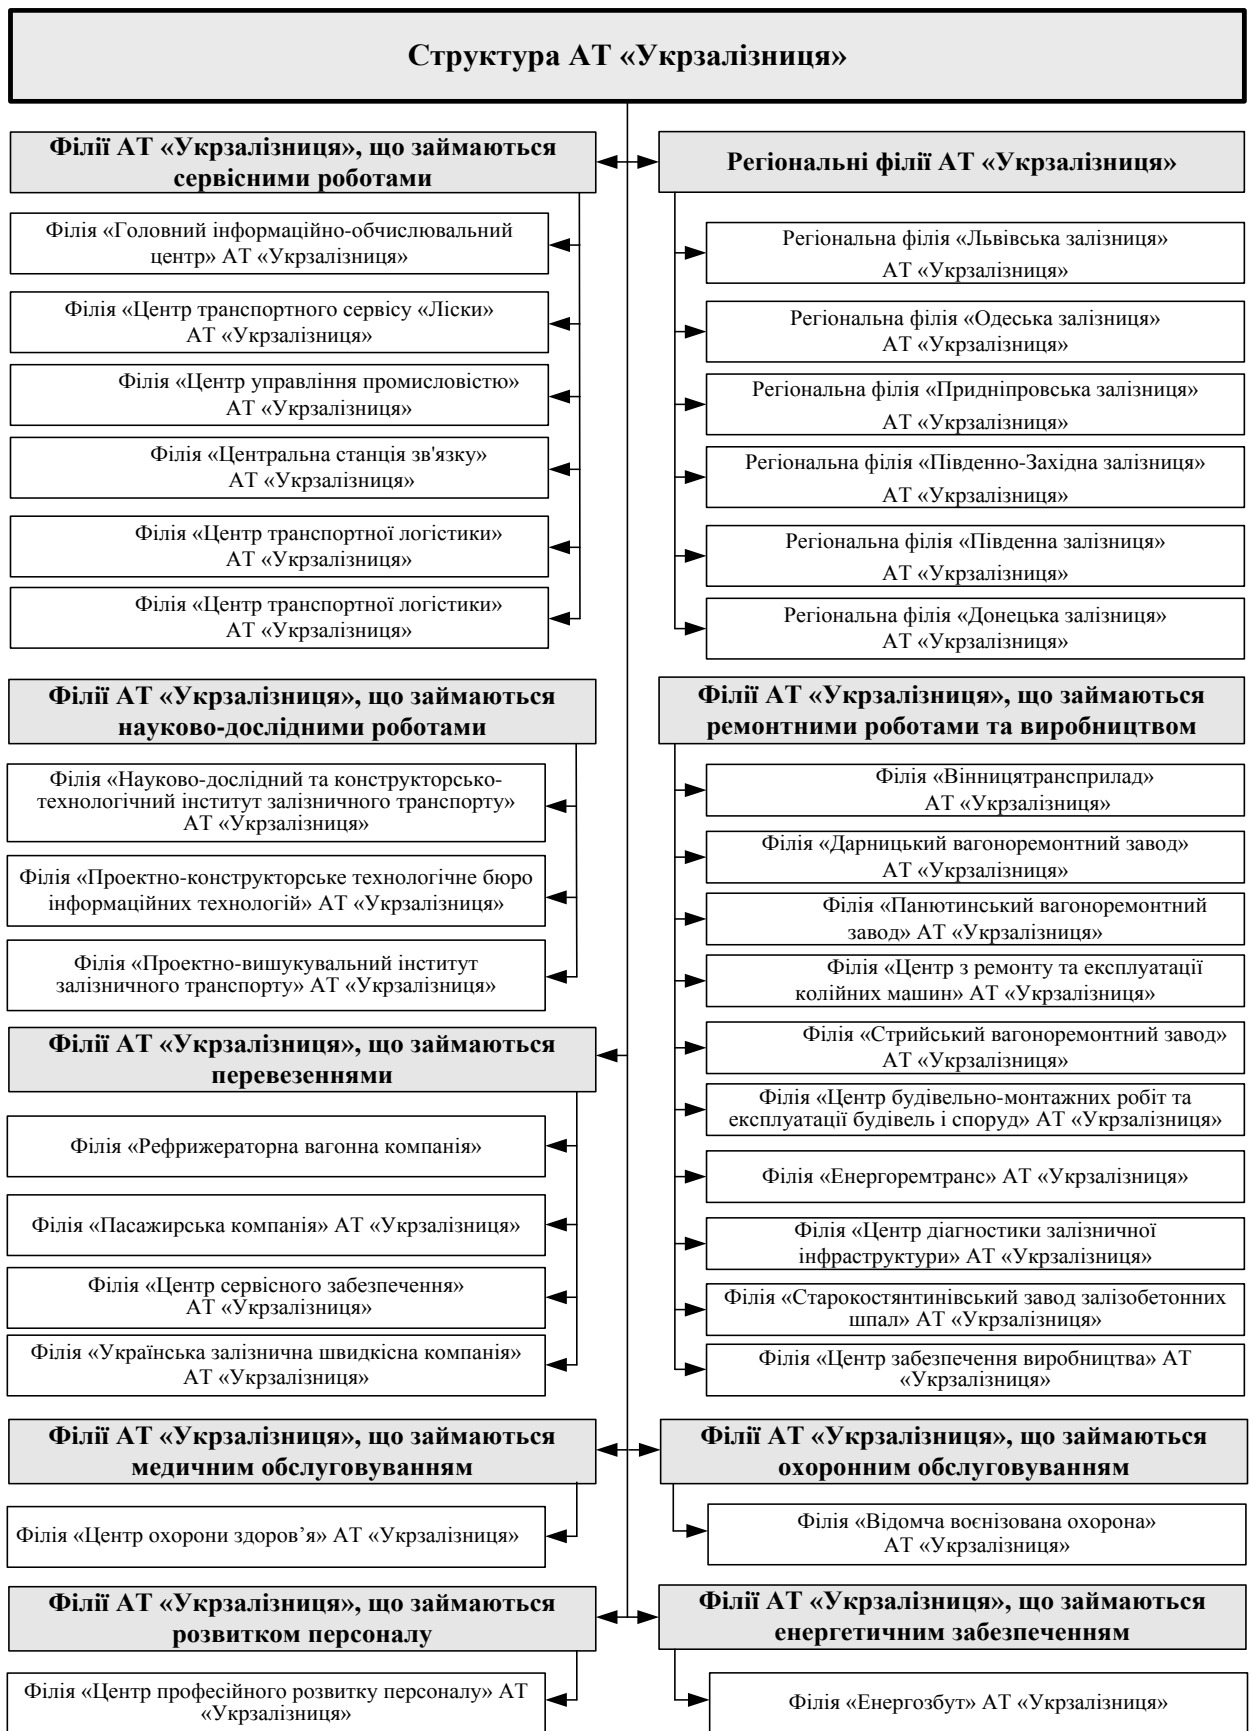 Структура АТ «Укрзалізниця»
Філії АТ «Укрзалізниця», що займаються
сервісними роботами
Філія «Головний інформаційно-обчислювальний
центр» АТ «Укрзалізниця»
Філія «Центр транспортного сервісу «Ліски»
АТ «Укрзалізниця»
Філія «Центр управління промисловістю»
АТ «Укрзалізниця»
Філія «Центральна станція зв'язку»
АТ «Укрзалізниця»
Філія «Центр транспортної логістики»
АТ «Укрзалізниця»
Філія «Центр транспортної логістики»
АТ «Укрзалізниця»
Регіональні філії АТ «Укрзалізниця»
Регіональна філія «Львівська залізниця»
АТ «Укрзалізниця»
Регіональна філія «Одеська залізниця»
АТ «Укрзалізниця»
Регіональна філія «Придніпровська залізниця»
АТ «Укрзалізниця»
Регіональна філія «Південно-Західна залізниця»
АТ «Укрзалізниця»
Регіональна філія «Південна залізниця»
АТ «Укрзалізниця»
Регіональна філія «Донецька залізниця»
АТ «Укрзалізниця»
Філії АТ «Укрзалізниця», що займаються
науково-дослідними роботами
Філія «Науково-дослідний та конструкторсько-
технологічний інститут залізничного транспорту»
АТ «Укрзалізниця»
Філія «Проектно-конструкторське технологічне бюро
інформаційних технологій» АТ «Укрзалізниця»
Філія «Проектно-вишукувальний інститут
залізничного транспорту» АТ «Укрзалізниця»
Філії АТ «Укрзалізниця», що займаються
перевезеннями
Філія «Рефрижераторна вагонна компанія»
Філія «Пасажирська компанія» АТ «Укрзалізниця»
Філія «Центр сервісного забезпечення»
АТ «Укрзалізниця»
Філія «Українська залізнична швидкісна компанія»
АТ «Укрзалізниця»
Філії АТ «Укрзалізниця», що займаються
ремонтними роботами та виробництвом
Філія «Вінницятрансприлад»
АТ «Укрзалізниця»
Філія «Дарницький вагоноремонтний завод»
АТ «Укрзалізниця»
Філія «Панютинський вагоноремонтний
завод» АТ «Укрзалізниця»
Філія «Центр з ремонту та експлуатації
колійних машин» АТ «Укрзалізниця»
Філія «Стрийський вагоноремонтний завод»
АТ «Укрзалізниця»
Філія «Центр будівельно-монтажних робіт та
експлуатації будівель і споруд» АТ «Укрзалізниця»
Філія «Енергоремтранс» АТ «Укрзалізниця»
Філія «Центр діагностики залізничної
інфраструктури» АТ «Укрзалізниця»
Філія «Старокостянтинівський завод залізобетонних
шпал» АТ «Укрзалізниця»
Філія «Центр забезпечення виробництва» АТ
«Укрзалізниця»
Філії АТ «Укрзалізниця», що займаються
медичним обслуговуванням
Філія «Центр охорони здоров’я» АТ «Укрзалізниця»
Філії АТ «Укрзалізниця», що займаються
охоронним обслуговуванням
Філія «Відомча воєнізована охорона»
АТ «Укрзалізниця»
Філії АТ «Укрзалізниця», що займаються
розвитком персоналу
Філія «Центр професійного розвитку персоналу» АТ
«Укрзалізниця»
Філії АТ «Укрзалізниця», що займаються
енергетичним забезпеченням
Філія «Енергозбут» АТ «Укрзалізниця»